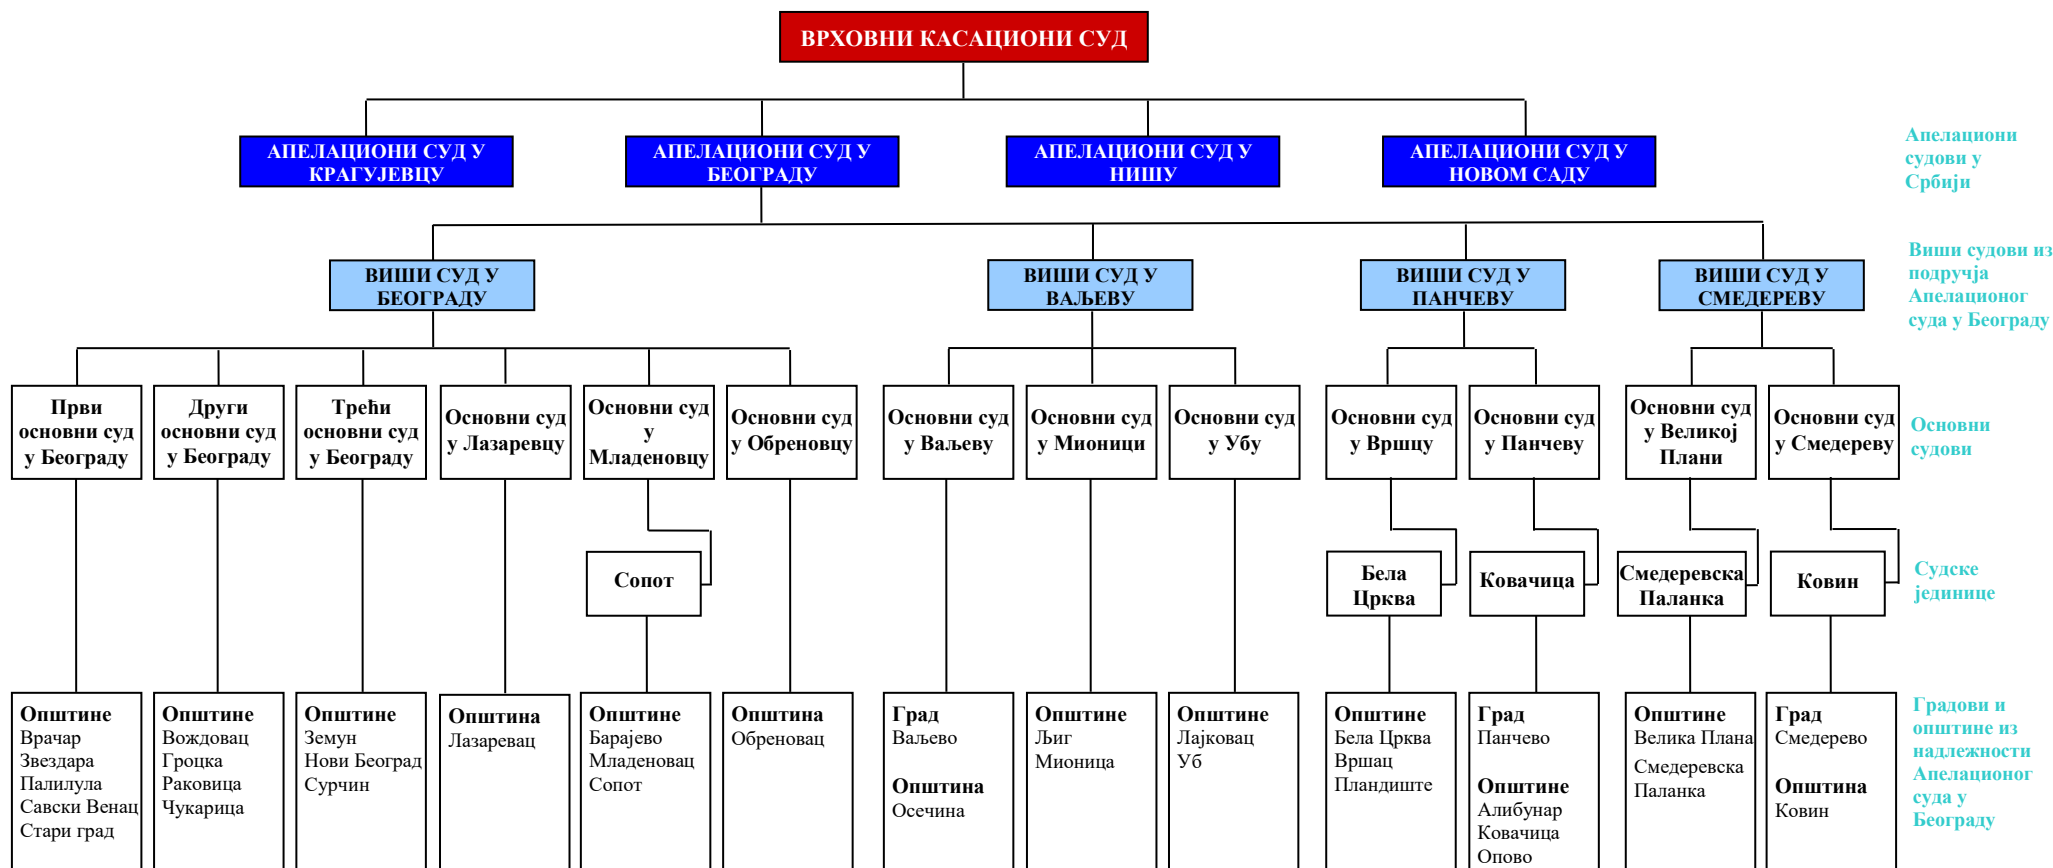 ВРХОВНИ КАСАЦИОНИ СУД
АПЕЛАЦИОНИ СУД У
КРАГУЈЕВЦУ
АПЕЛАЦИОНИ СУД У
БЕОГРАДУ
АПЕЛАЦИОНИ СУД У
НИШУ
АПЕЛАЦИОНИ СУД У
НОВОМ САДУ
Апелациони
судови у
Србији
ВИШИ СУД У
БЕОГРАДУ
ВИШИ СУД У
ВАЉЕВУ
ВИШИ СУД У
ПАНЧЕВУ
ВИШИ СУД У
СМЕДЕРЕВУ
Виши судови из
подручја
Апелационог
суда у Београду
Први
основни суд
у Београду
Други
основни суд
у Београду
Трећи
основни суд
у Београду
Основни суд
у Лазаревцу
Основни суд
у
Младеновцу
Основни суд
у Обреновцу
Основни суд
у Ваљеву
Основни суд
у Мионици
Основни суд
у Убу
Основни суд
у Вршцу
Основни суд
у Панчеву
Основни суд
у Великој
Плани
Основни суд
у Смедереву
Основни
судови
Сопот
Бела
Црква
Ковачица
Смедеревска
Паланка
Ковин
Судске
јединице
Општине
Врачар
Звездара
Палилула
Савски Венац
Стари град
Општине
Вождовац
Гроцка
Раковица
Чукарица
Општине
Земун
Нови Београд
Сурчин
Општина
Лазаревац
Општине
Барајево
Младеновац
Сопот
Општина
Обреновац
Град
Ваљево
Општина
Осечина
Општине
Љиг
Мионица
Општине
Лајковац
Уб
Општине
Бела Црква
Вршац
Пландиште
Град
Панчево
Општине
Алибунар
Ковачица
Опово
Општине
Велика Плана
Смедеревска
Паланка
Град
Смедерево
Општина
Ковин
Градови и
општине из
надлежности
Апелационог
суда у
Београду